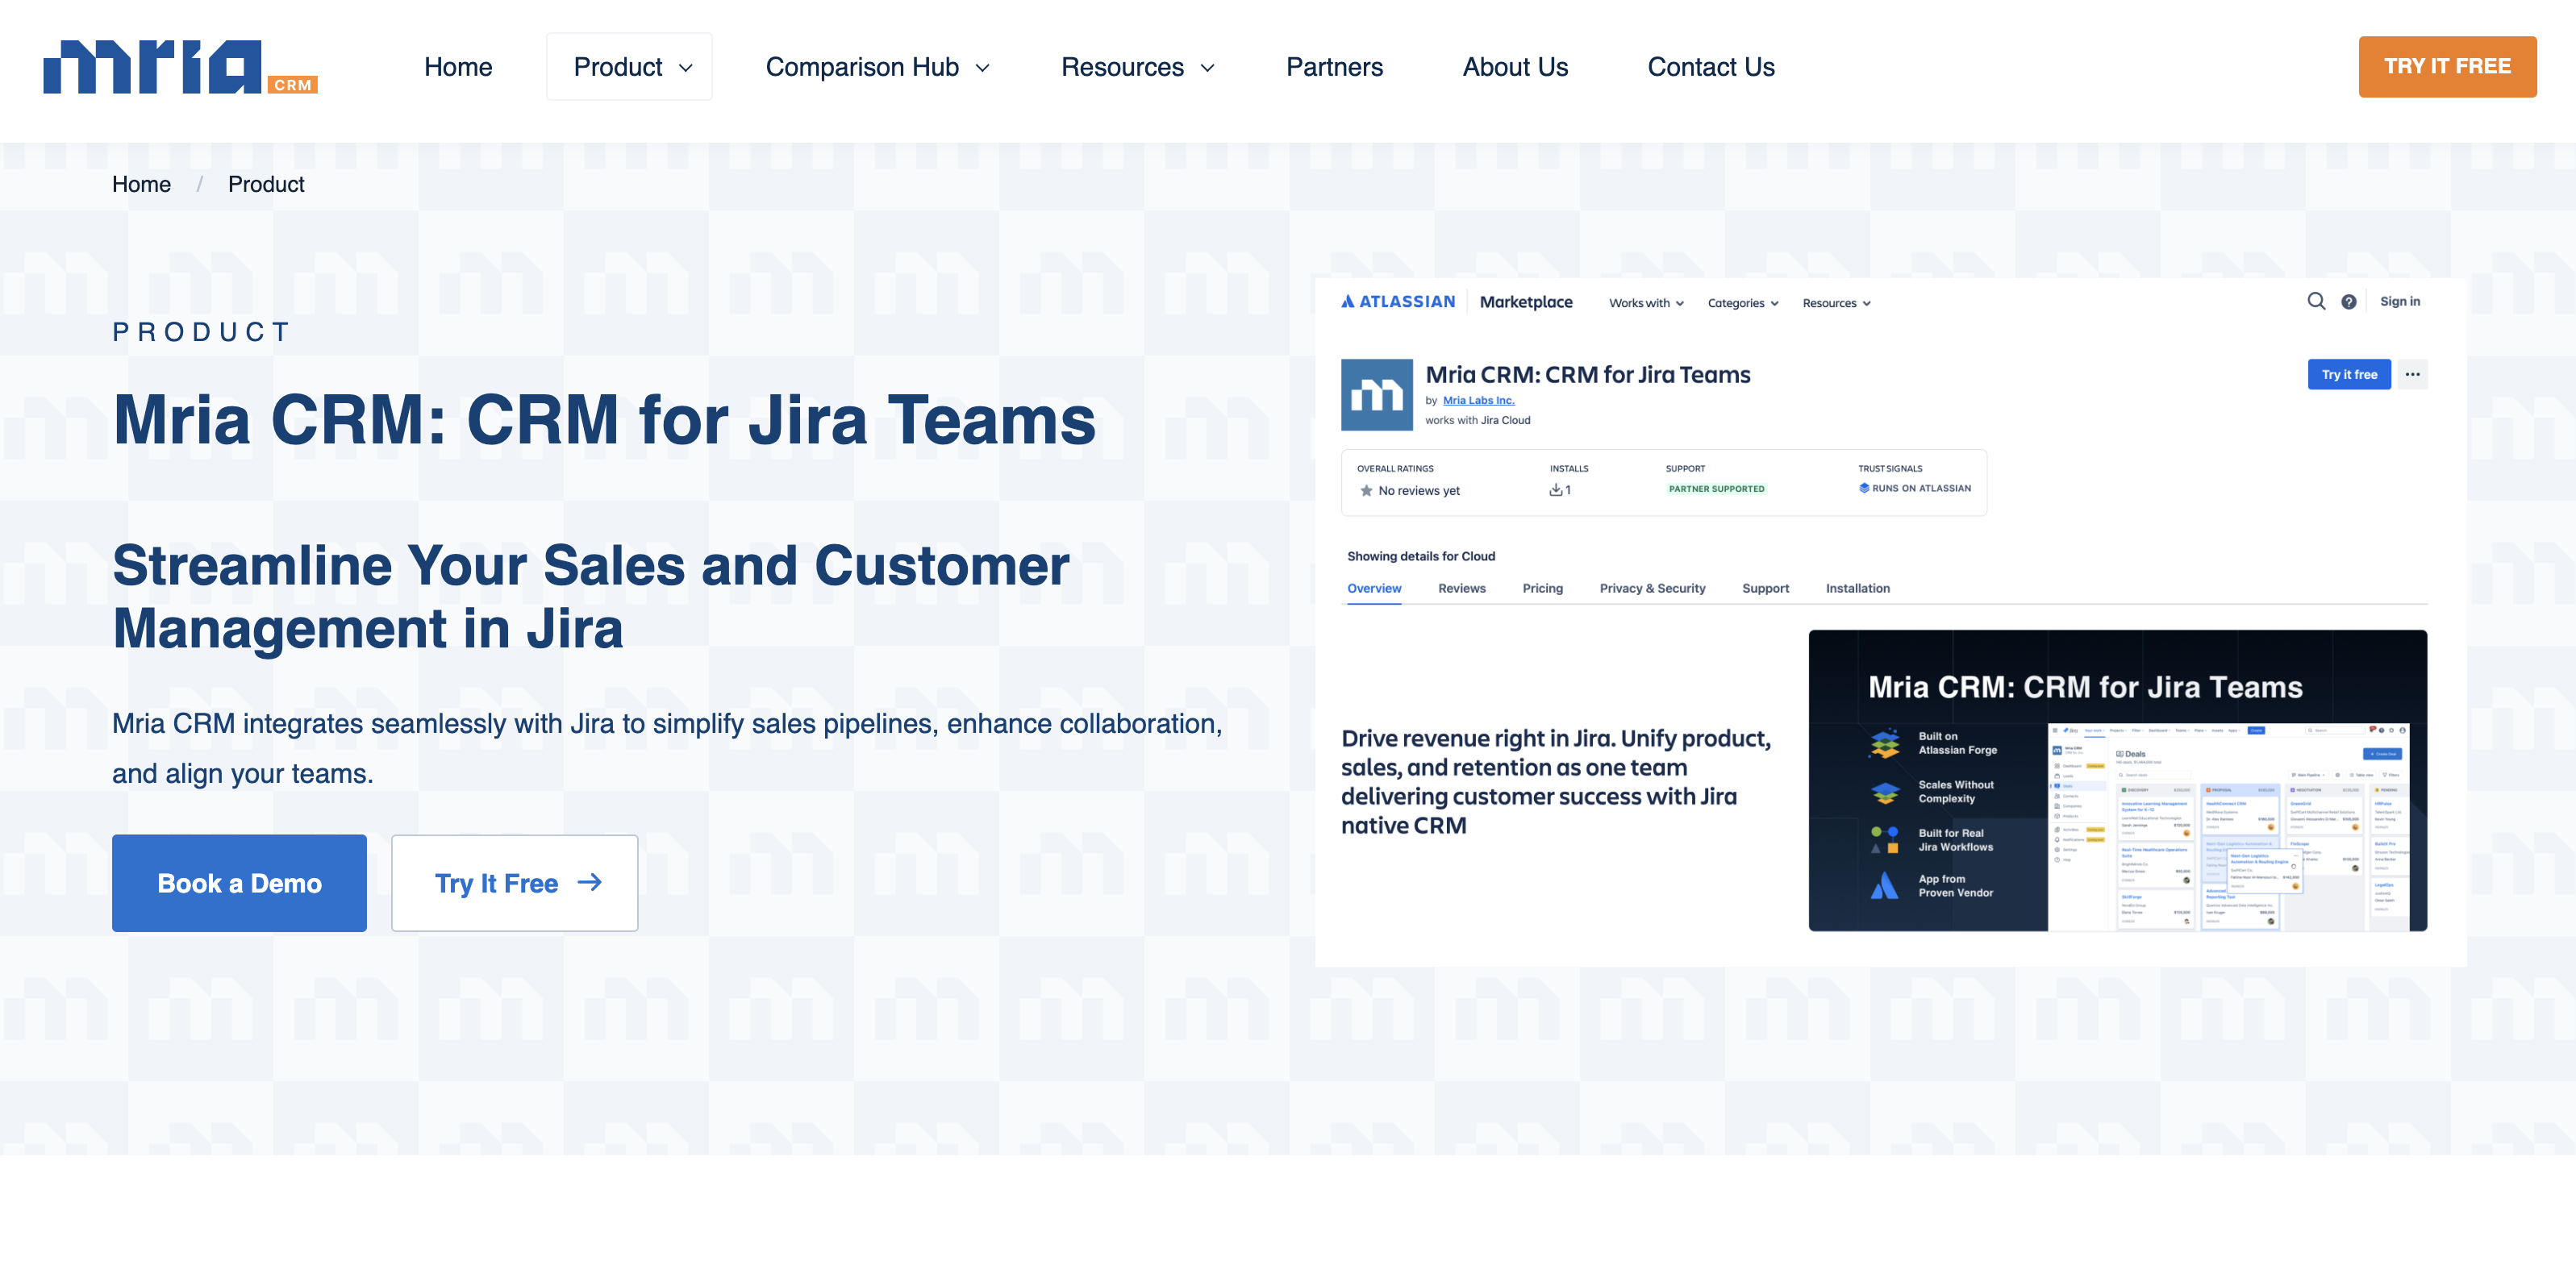 mria CRM
Home
Product
Comparison Hub
Resources
Partners
About Us
Contact Us
TRY IT FREE
Home / Product
PRODUCT
Mria CRM: CRM for Jira Teams
Streamline Your Sales and Customer
Management in Jira
Mria CRM integrates seamlessly with Jira to simplify sales pipelines, enhance collaboration,
and align your teams.
Book a Demo
Try It Free
ATLASSIAN Marketplace
Works with
Categories
Resources
Sign in
Mria CRM: CRM for Jira Teams
by Mria Labs Inc.
works with Jira Cloud
Try it free
OVERALL RATINGS
No reviews yet
INSTALLS
1
SUPPORT
PARTNER SUPPORTED
TRUST SIGNALS
RUNS ON ATLASSIAN
Showing details for Cloud
Overview
Reviews
Pricing
Privacy & Security
Support
Installation
Drive revenue right in Jira. Unify product,
sales, and retention as one team
delivering customer success with Jira
native CRM
Mria CRM: CRM for Jira Teams
Built on
Atlassian Forge
Scales Without
Complexity
Built for Real
Jira Workflows
App from
Proven Vendor
Deals